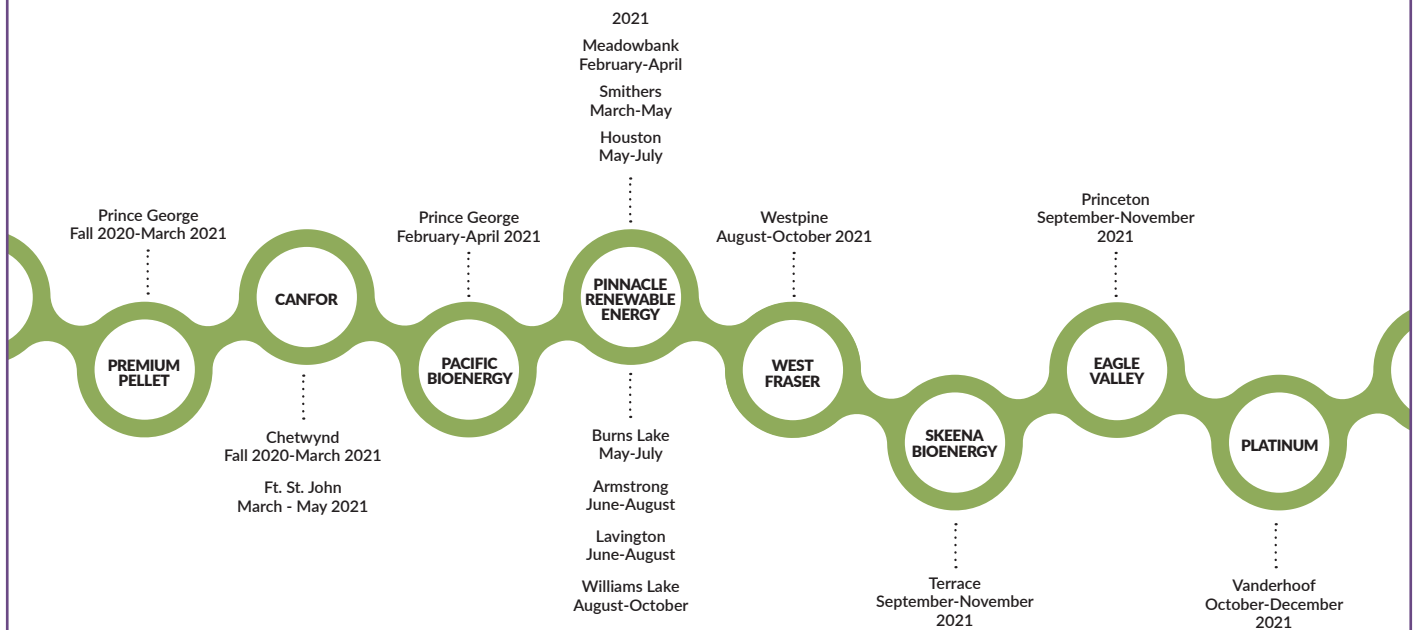 2021
Meadowbank
February-April
Smithers
March-May
Houston
May-July
Prince George
Fall 2020-March 2021
PREMIUM
PELLET
CANFOR
Chetwynd
Fall 2020-March 2021
Ft. St. John
March - May 2021
Prince George
February-April 2021
PACIFIC
BIOENERGY
PINNACLE
RENEWABLE
ENERGY
Burns Lake
May-July
Armstrong
June-August
Lavington
June-August
Williams Lake
August-October
Westpine
August-October 2021
WEST
FRASER
SKEENA
BIOENERGY
Terrace
September-November
2021
Princeton
September-November
2021
EAGLE
VALLEY
PLATINUM
Vanderhoof
October-December
2021